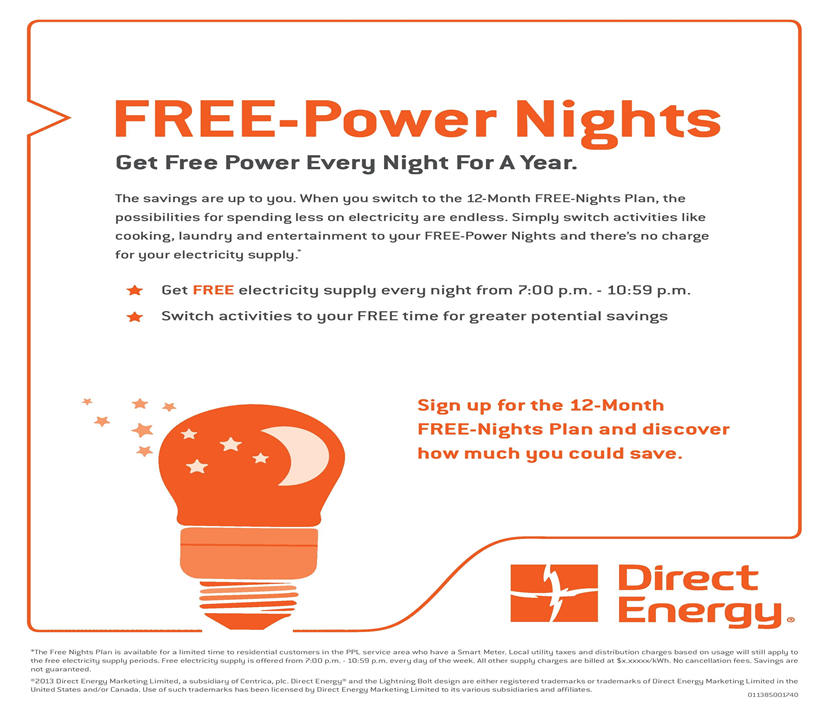 FREE-Power Nights
Get Free Power Every Night For A Year.
The savings are up to you. When you switch to the 12-Month FREE-Nights Plan, the
possibilities for spending less on electricity are endless. Simply switch activities like
cooking, laundry and entertainment to your FREE-Power Nights and there's no charge
for your electricity supply.*
Get FREE electricity supply every night from 7:00 p.m. - 10:59 p.m.
Switch activities to your FREE time for greater potential savings
Sign up for the 12-Month
FREE-Nights Plan and discover
how much you could save.
Direct
Energy®
*The Free Nights Plan is available for a limited time to residential customers in the PPL service area who have a Smart Meter. Local utility taxes and distribution charges based on usage will still apply to
the free electricity supply periods. Free electricity supply is offered from 7:00 p.m. - 10:59 p.m. every day of the week. All other supply charges are billed at $x.xxxxx/kWh. No cancellation fees. Savings are
not guaranteed.
®2013 Direct Energy Marketing Limited, a subsidiary of Centrica, plc. Direct Energy® and the Lightning Bolt design are either registered trademarks or trademarks of Direct Energy Marketing Limited in the
United States and/or Canada. Use of such trademarks has been licensed by Direct Energy Marketing Limited to its various subsidiaries and affiliates.
011385001740